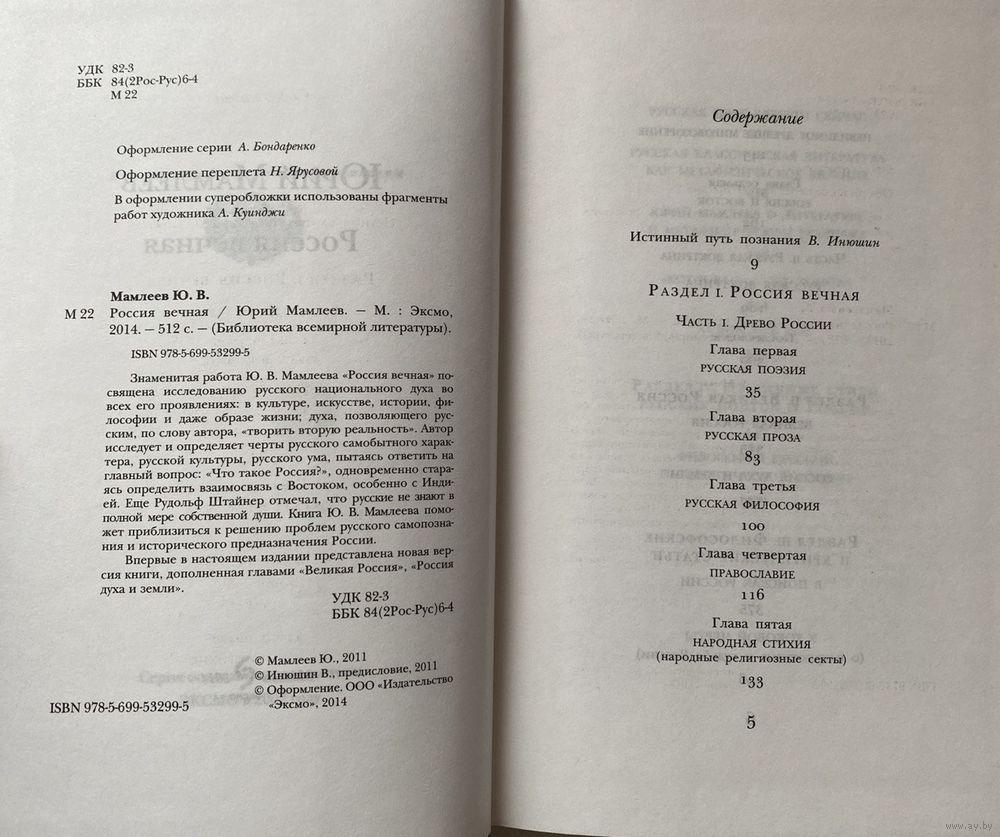 УДК 82-3
ББК 84(2Рос-Рус)6-4
М 22
Оформление серии А. Бондаренко
Оформление переплета Н. Ярусовой
В оформлении суперобложки использованы фрагменты
работ художника А. Куинджи
Мамлеев Ю. В.
М 22 Россия вечная / Юрий Мамлеев. – М. : Эксмо,
2014. – 512 с. – (Библиотека всемирной литературы).
ISBN 978-5-699-53299-5
Знаменитая работа Ю. В. Мамлеева «Россия вечная» по-
священа исследованию русского национального духа во
всех его проявлениях: в культуре, искусстве, истории, фи-
лософии и даже образе жизни; духа, позволяющего рус-
ским, по слову автора, «творить вторую реальность». Автор
исследует и определяет черты русского самобытного харак-
тера, русской культуры, русского ума, пытаясь ответить на
главный вопрос: «Что такое Россия?», одновременно стара-
ясь определить взаимосвязь с Востоком, особенно с Инди-
ей. Еще Рудольф Штайнер отмечал, что русские не знают в
полной мере собственной души. Книга Ю. В. Мамлеева помо-
жет приблизиться к решению проблем русского самопозна-
ния и исторического предназначения России.
Впервые в настоящем издании представлена новая вер-
сия книги, дополненная главами «Великая Россия», «Россия
духа и земли».
УДК 82-3
ББК 84(2Рос-Рус)6-4
© Мамлеев Ю., 2011
© Инюшин В., предисловие, 2011
© Оформление. ООО «Издательство
«Эксмо», 2014
ISBN 978-5-699-53299-5
Содержание
Истинный путь познания В. Инюшин
9
Раздел I. Россия вечная
Часть I. Древо России
Глава первая
РУССКАЯ ПОЭЗИЯ
35
Глава вторая
РУССКАЯ ПРОЗА
83
Глава третья
РУССКАЯ ФИЛОСОФИЯ
100
Глава четвертая
ПРАВОСЛАВИЕ
116
Глава пятая
НАРОДНАЯ СТИХИЯ
(народные религиозные секты)
133
5
www.ay.by